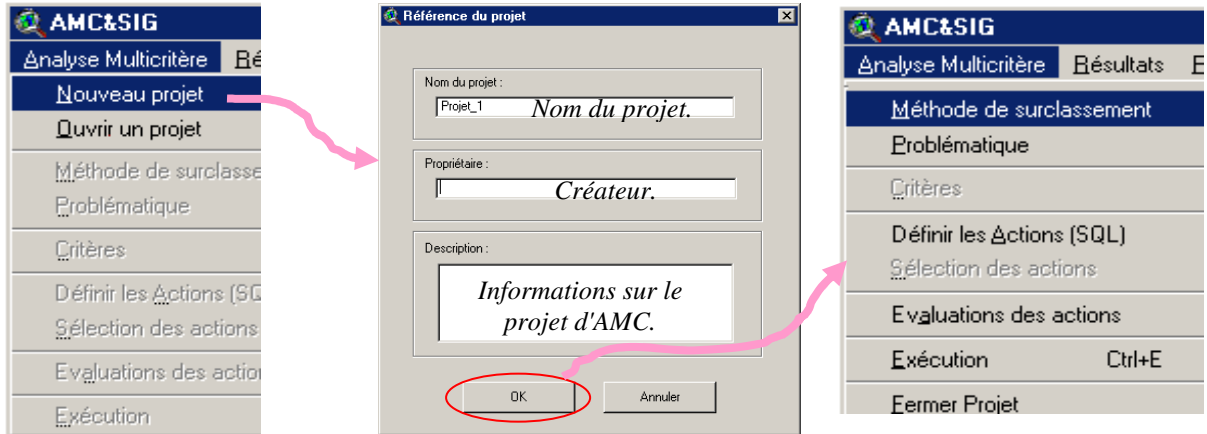 AMC&SIG
Analyse Multicritère Ré
Nouveau projet
Ouvrir un projet
Méthode de surclasse
Problématique
Critères
Définir les Actions (SQ
Sélection des actions
Evaluations des action
Exécution
Référence du projet
Nom du projet :
Projet_1 Nom du projet.
Propriétaire :
Créateur.
Description :
Informations sur le
projet d'AMC.
OK Annuler
AMC&SIG
Analyse Multicritère Résultats
Méthode de surclassement
Problématique
Critères
Définir les Actions (SQL)
Sélection des actions
Evaluations des actions
Exécution Ctrl+E
Fermer Projet